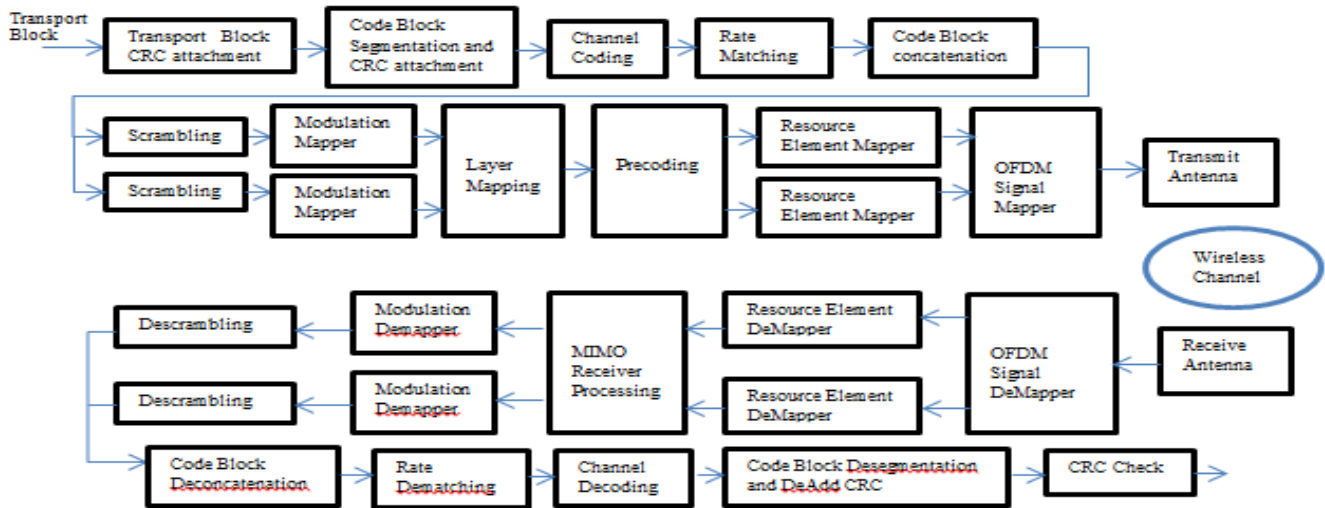 Transport
Block
Transport Block
CRC attachment
Code Block
Segmentation and
CRC attachment
Channel
Coding
Rate
Matching
Code Block
concatenation
Scrambling
Modulation
Mapper
Scrambling
Modulation
Mapper
Layer
Mapping
Precoding
Resource
Element Mapper
Resource
Element Mapper
OFDM
Signal
Mapper
Transmit
Antenna
Wireless
Channel
Receive
Antenna
OFDM
Signal
DeMapper
Resource Element
DeMapper
Resource Element
DeMapper
MIMO
Receiver
Processing
Modulation
Demapper
Modulation
Demapper
Descrambling
Descrambling
Code Block
Deconcatenation
Rate
Dematching
Channel
Decoding
Code Block Desegmentation
and DeAdd CRC
CRC Check